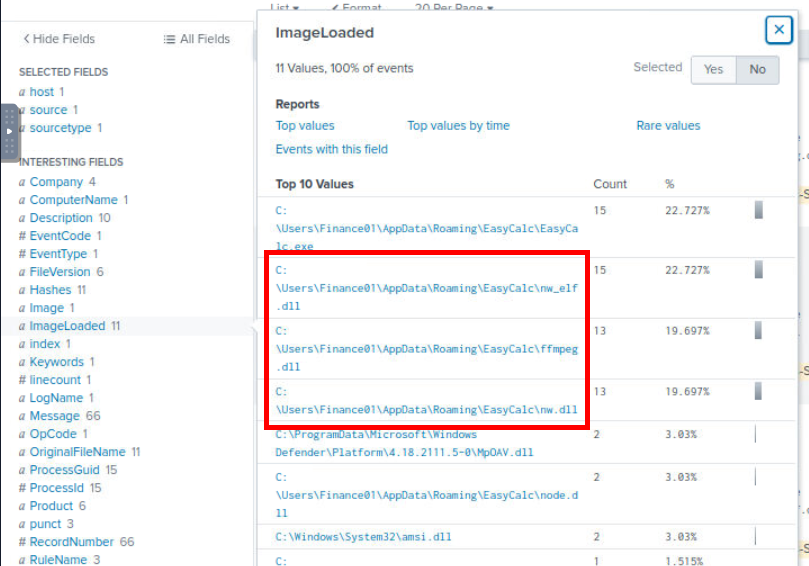 List ▾ Format 20 Per Page ▾
Hide Fields
All Fields
SELECTED FIELDS
a host 1
a source 1
a sourcetype 1
INTERESTING FIELDS
a Company 4
a ComputerName 1
a Description 10
# EventCode 1
# EventType 1
a FileVersion 6
a Hashes 11
a Image 1
a ImageLoaded 11
a index 1
a Keywords 1
# linecount 1
a LogName 1
a Message 66
a OpCode 1
a OriginalFileName 11
a ProcessGuid 15
# ProcessId 15
a Product 6
a punct 3
# RecordNumber 66
a RuleName 3
ImageLoaded
11 Values, 100% of events
Selected Yes No
Reports
Top values Top values by time Rare values
Events with this field
Top 10 Values Count %
C: 15 22.727%
\Users\Finance01\AppData\Roaming\EasyCalc\EasyCa
lc.exe
C: 15 22.727%
\Users\Finance01\AppData\Roaming\EasyCalc\nw_elf
.dll
C: 13 19.697%
\Users\Finance01\AppData\Roaming\EasyCalc\ffmpeg
.dll
C: 13 19.697%
\Users\Finance01\AppData\Roaming\EasyCalc\nw.dll
C:\ProgramData\Microsoft\Windows 2 3.03%
Defender\Platform\4.18.2111.5-0\MpOAV.dll
C: 2 3.03%
\Users\Finance01\AppData\Roaming\EasyCalc\node.d
ll
C:\Windows\System32\amsi.dll 2 3.03%
C: 1 1.515%